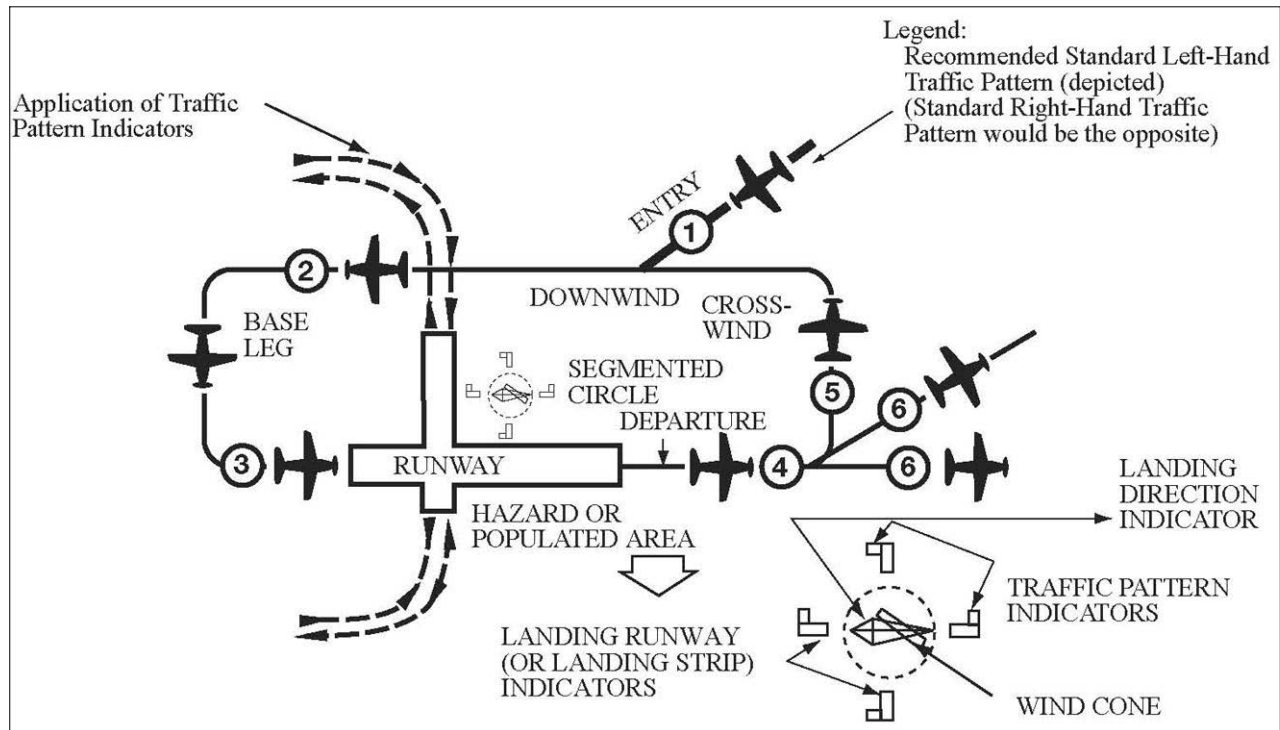 Legend:
Recommended Standard Left-Hand
Traffic Pattern (depicted)
(Standard Right-Hand Traffic
Pattern would be the opposite)
Application of Traffic
Pattern Indicators
ENTRY
1
2
DOWNWIND
CROSS-
WIND
BASE
LEG
SEGMENTED
CIRCLE
5
6
DEPARTURE
3
RUNWAY
4
6
LANDING
DIRECTION
INDICATOR
HAZARD OR
POPULATED AREA
TRAFFIC PATTERN
INDICATORS
LANDING RUNWAY
(OR LANDING STRIP)
INDICATORS
WIND CONE